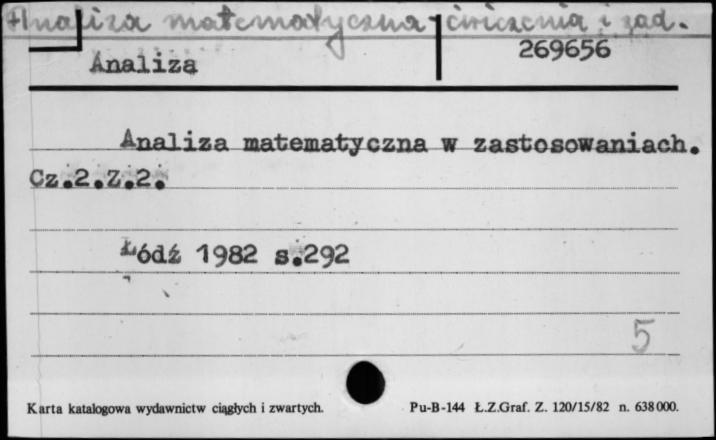 Analiza matematyczna - ćwiczenia i zad.
269656
Analiza
Analiza matematyczna w zastosowaniach.
Cz.2.Z.2.
Łódź 1982 s.292
5
Karta katalogowa wydawnictw ciągłych i zwartych. Pu-B-144 Ł.Z.Graf. Z. 120/15/82 n. 638000.